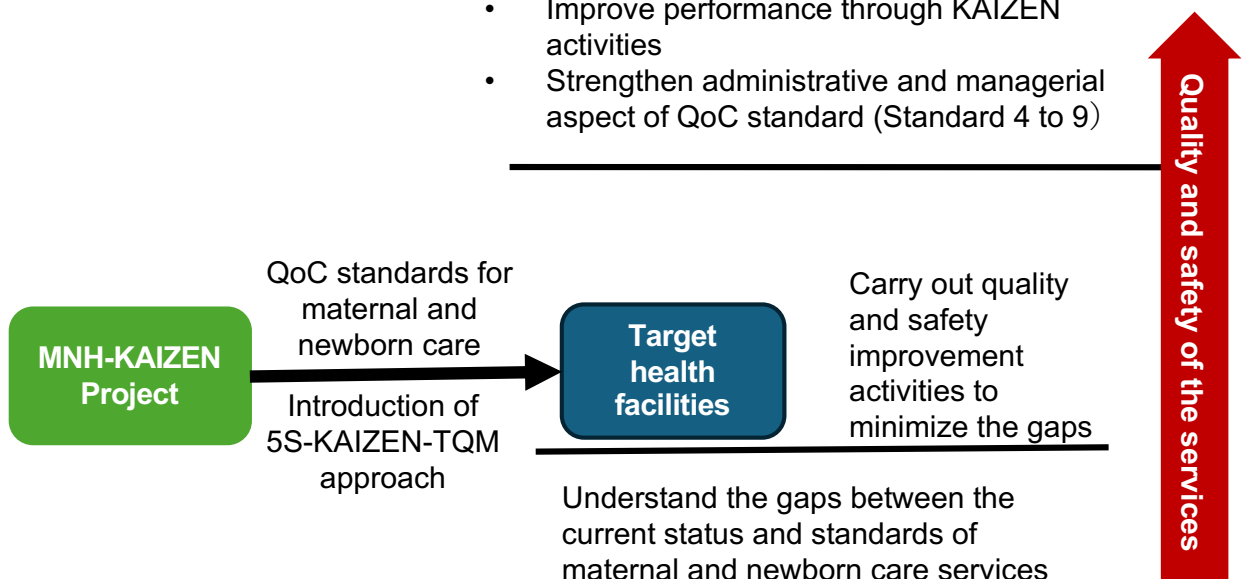 • Improve performance through KAIZEN
activities
• Strengthen administrative and managerial
aspect of QoC standard (Standard 4 to 9）
QoC standards for
maternal and
newborn care
MNH-KAIZEN
Project
Introduction of
5S-KAIZEN-TQM
approach
Target
health
facilities
Carry out quality
and safety
improvement
activities to
minimize the gaps
Understand the gaps between the
current status and standards of
maternal and newborn care services
Quality and safety of the services